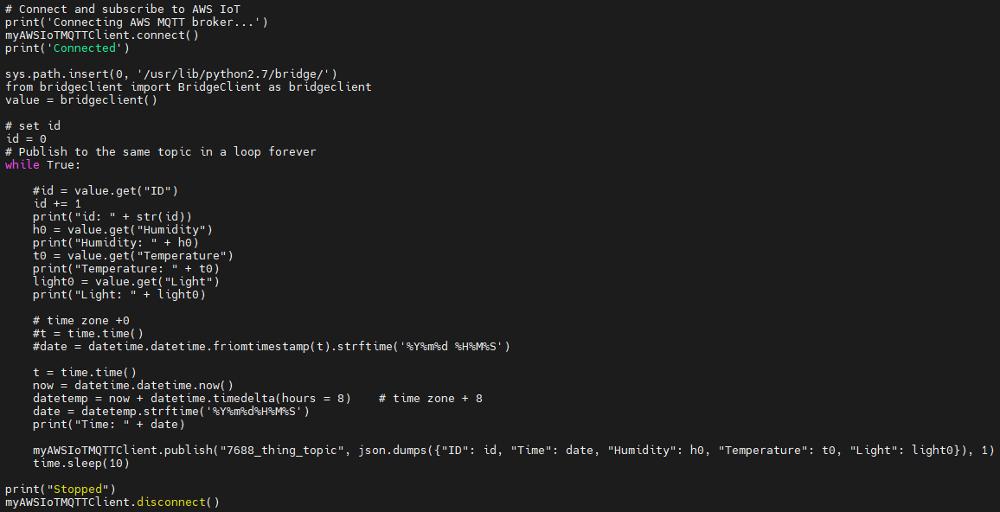 # Connect and subscribe to AWS IoT
print('Connecting AWS MQTT broker...')
myAWSIoTMQTTClient.connect()
print('Connected')

sys.path.insert(0, '/usr/lib/python2.7/bridge/')
from bridgeclient import BridgeClient as bridgeclient
value = bridgeclient()

# set id
id = 0
# Publish to the same topic in a loop forever
while True:

    #id = value.get("ID")
    id += 1
    print("id: " + str(id))
    h0 = value.get("Humidity")
    print("Humidity: " + h0)
    t0 = value.get("Temperature")
    print("Temperature: " + t0)
    light0 = value.get("Light")
    print("Light: " + light0)

    # time zone +0
    #t = time.time()
    #date = datetime.datetime.friomtimestamp(t).strftime('%Y%m%d %H%M%S')

    t = time.time()
    now = datetime.datetime.now()
    datetemp = now + datetime.timedelta(hours = 8)    # time zone + 8
    date = datetemp.strftime('%Y%m%d%H%M%S')
    print("Time: " + date)

    myAWSIoTMQTTClient.publish("7688_thing_topic", json.dumps({"ID": id, "Time": date, "Humidity": h0, "Temperature": t0, "Light": light0}), 1)
    time.sleep(10)

print("Stopped")
myAWSIoTMQTTClient.disconnect()